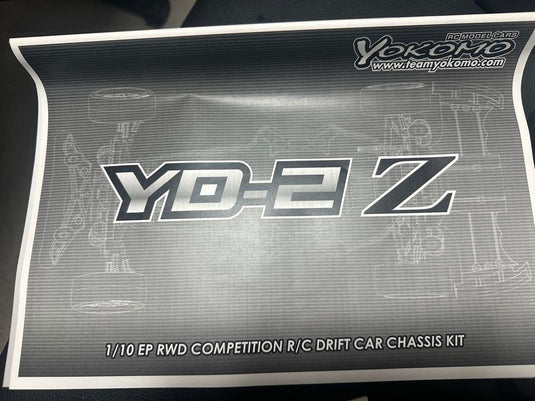 RC MODEL CARS
YOKOMO
www.teamyokomo.com
YD-2 Z
1/10 EP RWD COMPETITION R/C DRIFT CAR CHASSIS KIT